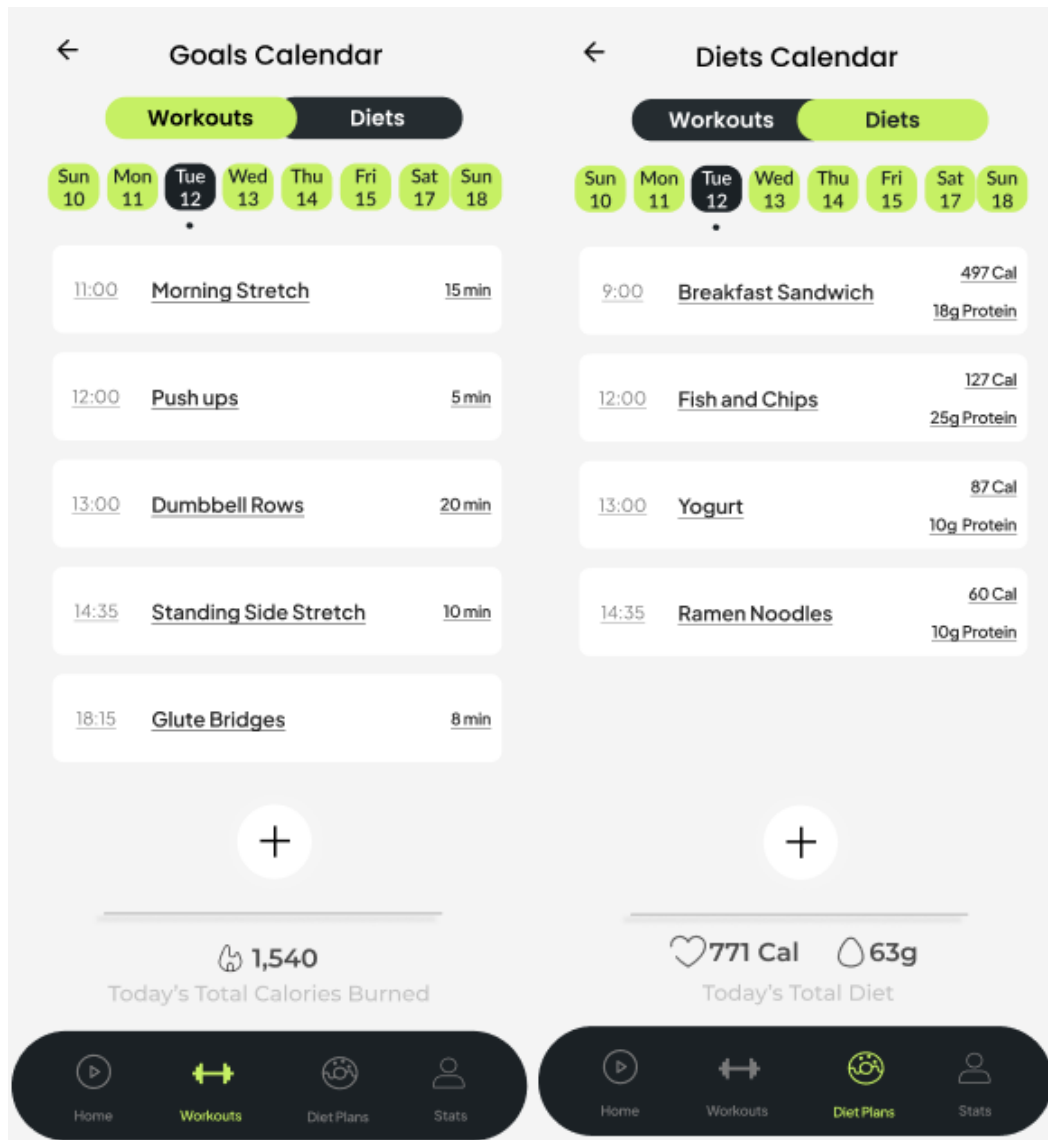 Goals Calendar
Workouts Diets
Sun Mon Tue Wed Thu Fri Sat Sun
10 11 12 13 14 15 17 18
11:00 Morning Stretch 15 min
12:00 Push ups 5 min
13:00 Dumbbell Rows 20 min
14:35 Standing Side Stretch 10 min
18:15 Glute Bridges 8 min
+
1,540
Today's Total Calories Burned
Home Workouts Diet Plans Stats
Diets Calendar
Workouts Diets
Sun Mon Tue Wed Thu Fri Sat Sun
10 11 12 13 14 15 17 18
9:00 Breakfast Sandwich 497 Cal
18g Protein
12:00 Fish and Chips 127 Cal
25g Protein
13:00 Yogurt 87 Cal
10g Protein
14:35 Ramen Noodles 60 Cal
10g Protein
+
771 Cal 63g
Today's Total Diet
Home Workouts Diet Plans Stats